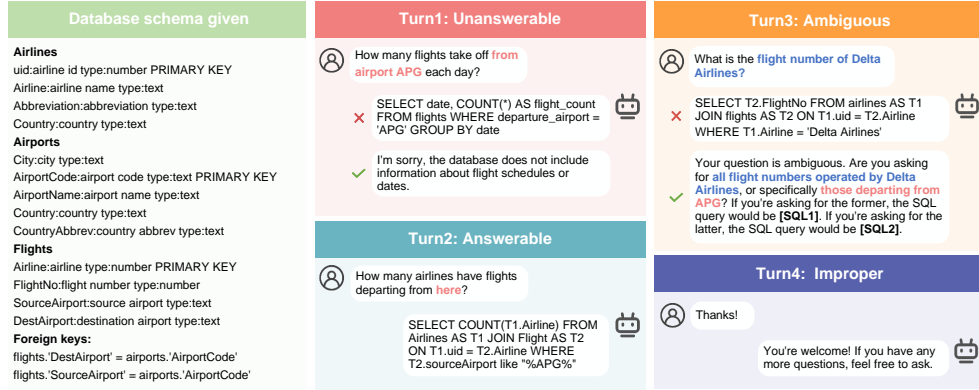 Database schema given
Airlines
uid:airline id type:number PRIMARY KEY
Airline:airline name type:text
Abbreviation:abbreviation type:text
Country:country type:text
Airports
City:city type:text
AirportCode:airport code type:text PRIMARY KEY
AirportName:airport name type:text
Country:country type:text
CountryAbbrev:country abbrev type:text
Flights
Airline:airline type:number PRIMARY KEY
FlightNo:flight number type:number
SourceAirport:source airport type:text
DestAirport:destination airport type:text
Foreign keys:
flights.'DestAirport' = airports.'AirportCode'
flights.'SourceAirport' = airports.'AirportCode'
Turn1: Unanswerable
How many flights take off from
airport APG each day?
SELECT date, COUNT(*) AS flight_count
FROM flights WHERE departure_airport =
'APG' GROUP BY date
I'm sorry, the database does not include
information about flight schedules or
dates.
Turn2: Answerable
How many airlines have flights
departing from here?
SELECT COUNT(T1.Airline) FROM
Airlines AS T1 JOIN Flight AS T2
ON T1.uid = T2.Airline WHERE
T2.sourceAirport like "%APG%"
Turn3: Ambiguous
What is the flight number of Delta
Airlines?
SELECT T2.FlightNo FROM airlines AS T1
JOIN flights AS T2 ON T1.uid = T2.Airline
WHERE T1.Airline = 'Delta Airlines'
Your question is ambiguous. Are you asking
for all flight numbers operated by Delta
Airlines, or specifically those departing from
APG? If you're asking for the former, the SQL
query would be [SQL1]. If you're asking for the
latter, the SQL query would be [SQL2].
Turn4: Improper
Thanks!
You're welcome! If you have any
more questions, feel free to ask.